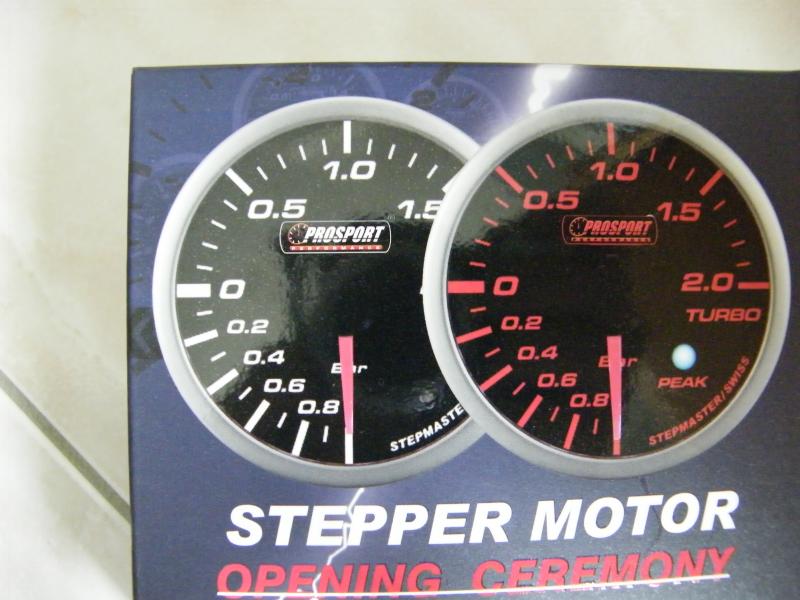 1.0
0.5
1.5
PROSPORT
PERFORMANCE
0
0.2
0.4
0.6
0.8
Bar
STEPMASTER
1.0
0.5
1.5
PROSPORT
PERFORMANCE
0
2.0
TURBO
0.2
0.4
0.6
0.8
Bar
PEAK
STEPMASTER/SWISS
STEPPER MOTOR
OPENING CEREMONY